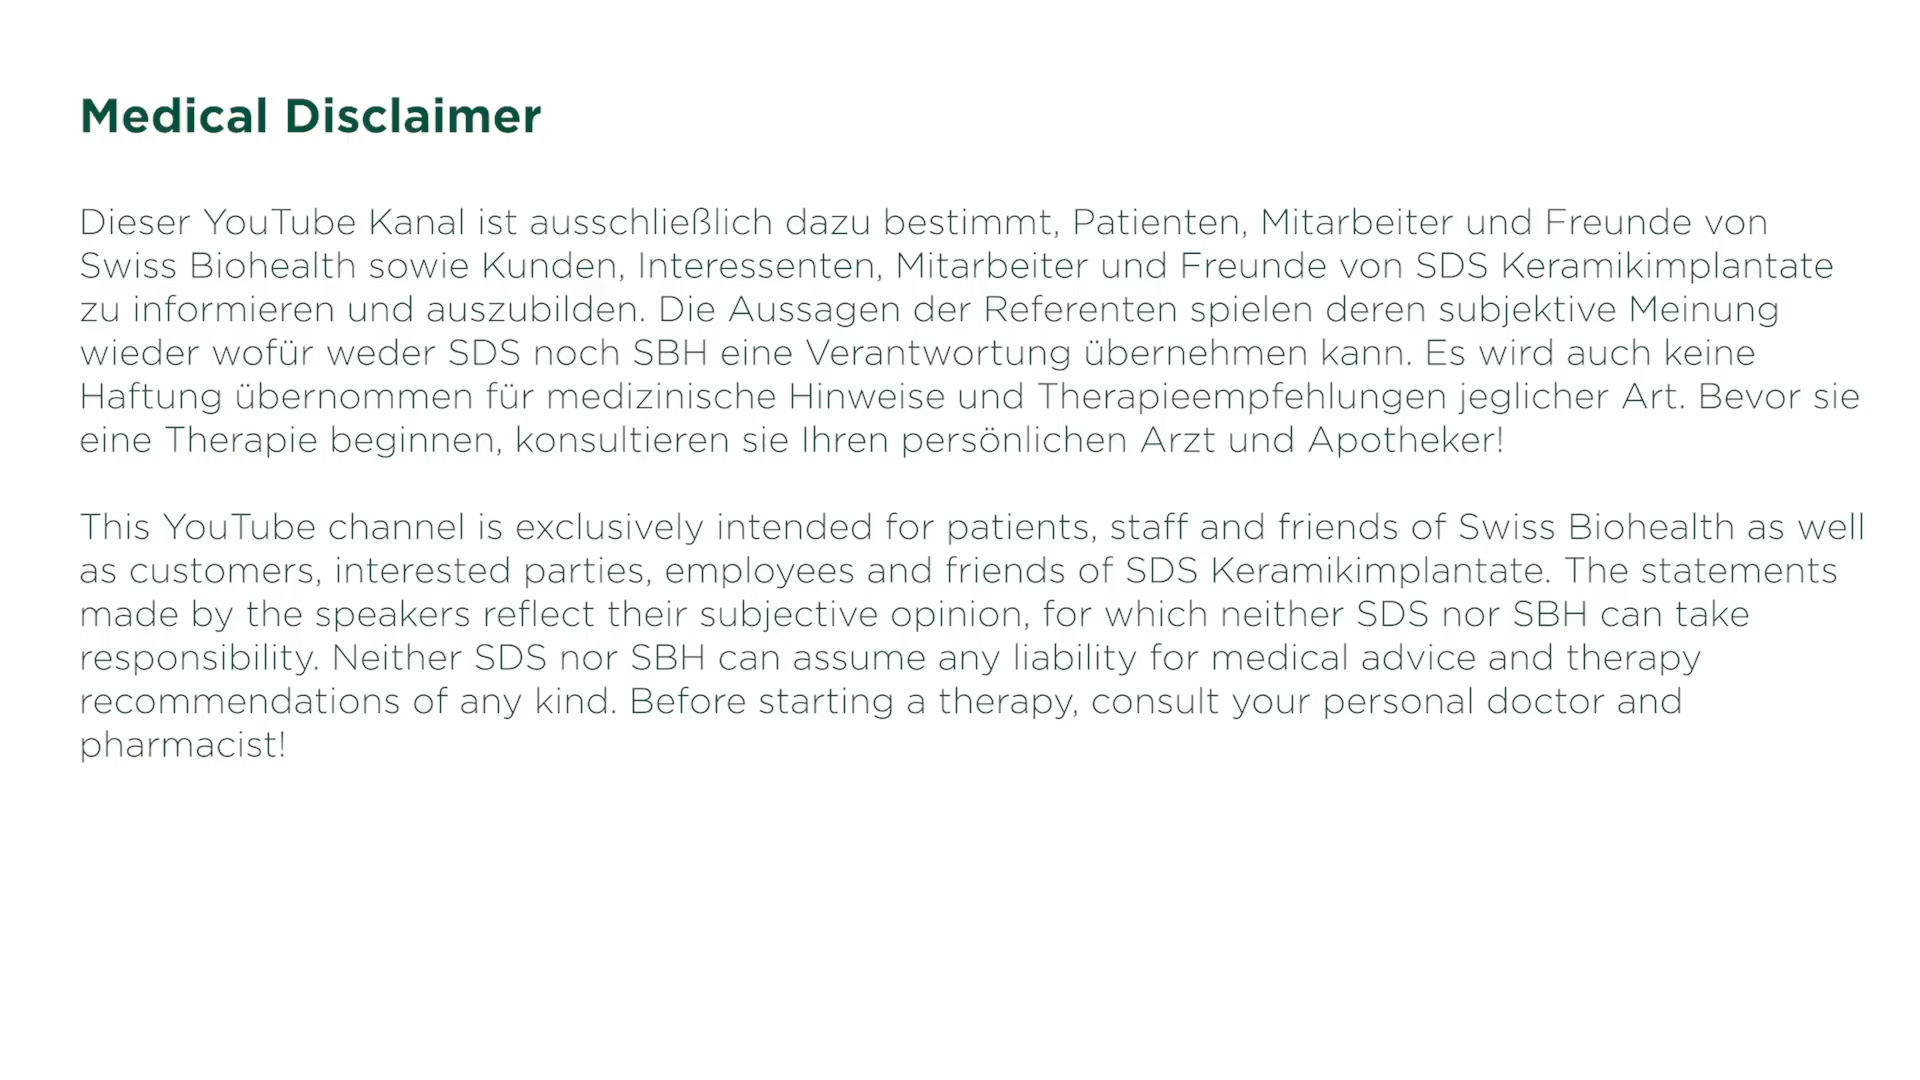 Medical Disclaimer
Dieser YouTube Kanal ist ausschließlich dazu bestimmt, Patienten, Mitarbeiter und Freunde von
Swiss Biohealth sowie Kunden, Interessenten, Mitarbeiter und Freunde von SDS Keramikimplantate
zu informieren und auszubilden. Die Aussagen der Referenten spielen deren subjektive Meinung
wieder wofür weder SDS noch SBH eine Verantwortung übernehmen kann. Es wird auch keine
Haftung übernommen für medizinische Hinweise und Therapieempfehlungen jeglicher Art. Bevor sie
eine Therapie beginnen, konsultieren sie Ihren persönlichen Arzt und Apotheker!
This YouTube channel is exclusively intended for patients, staff and friends of Swiss Biohealth as well
as customers, interested parties, employees and friends of SDS Keramikimplantate. The statements
made by the speakers reflect their subjective opinion, for which neither SDS nor SBH can take
responsibility. Neither SDS nor SBH can assume any liability for medical advice and therapy
recommendations of any kind. Before starting a therapy, consult your personal doctor and
pharmacist!